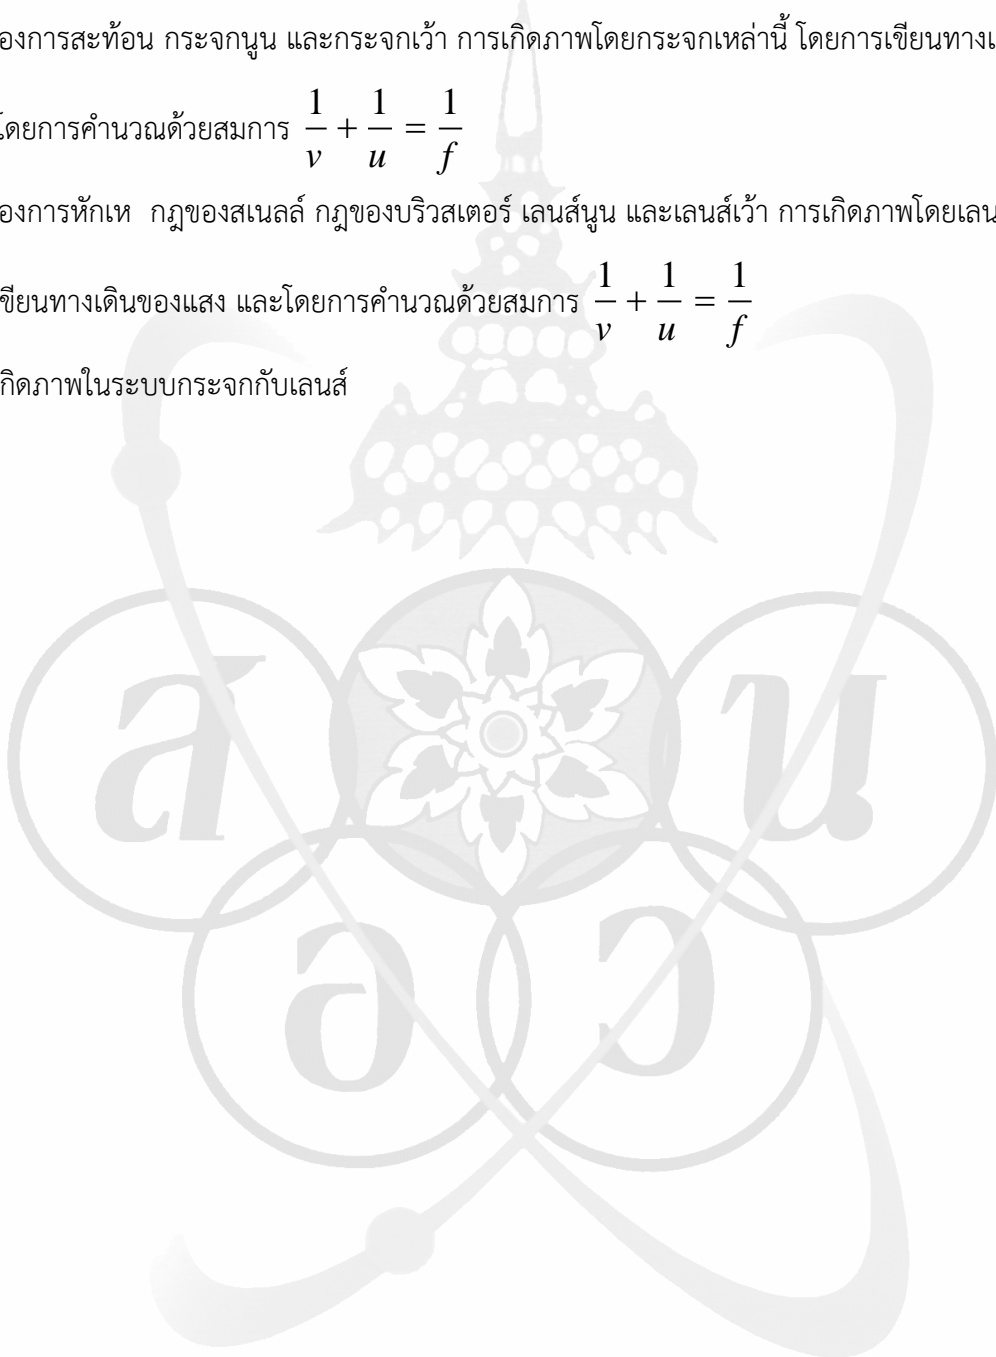 องการสะท้อน กระจกนูน และกระจกเว้า การเกิดภาพโดยกระจกเหล่านี้ โดยการเขียนทางเ
โดยการคำนวณด้วยสมการ 1/v + 1/u = 1/f
องการหักเห กฎของสเนลล์ กฎของบริวสเตอร์ เลนส์นูน และเลนส์เว้า การเกิดภาพโดยเลน
ขียนทางเดินของแสง และโดยการคำนวณด้วยสมการ 1/v + 1/u = 1/f
กิดภาพในระบบกระจกกับเลนส์
ส์ น
อ ว